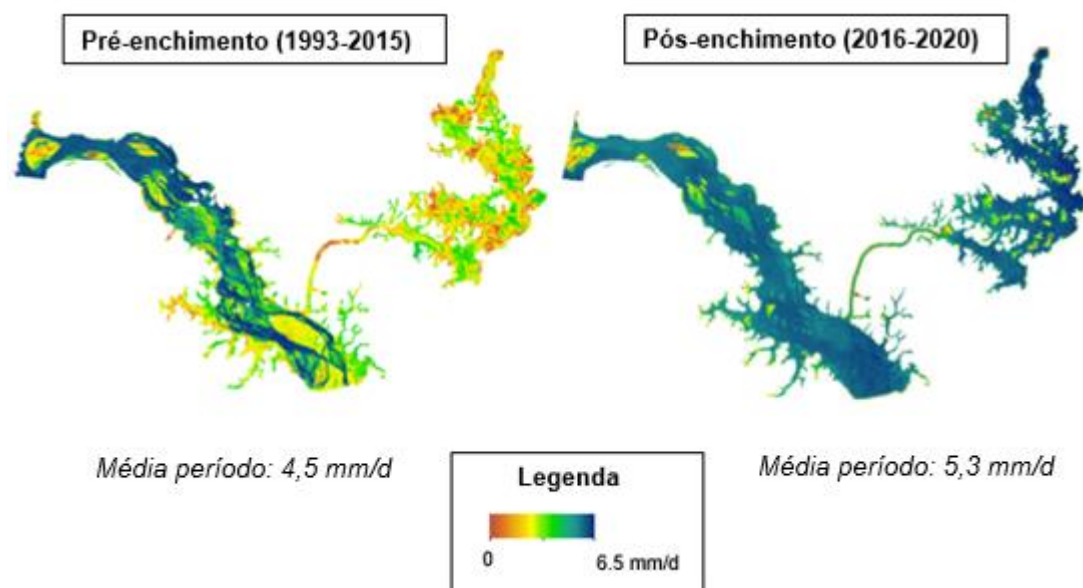 Pré-enchimento (1993-2015)
Pós-enchimento (2016-2020)
Média período: 4,5 mm/d
Média período: 5,3 mm/d
Legenda
0
6.5 mm/d